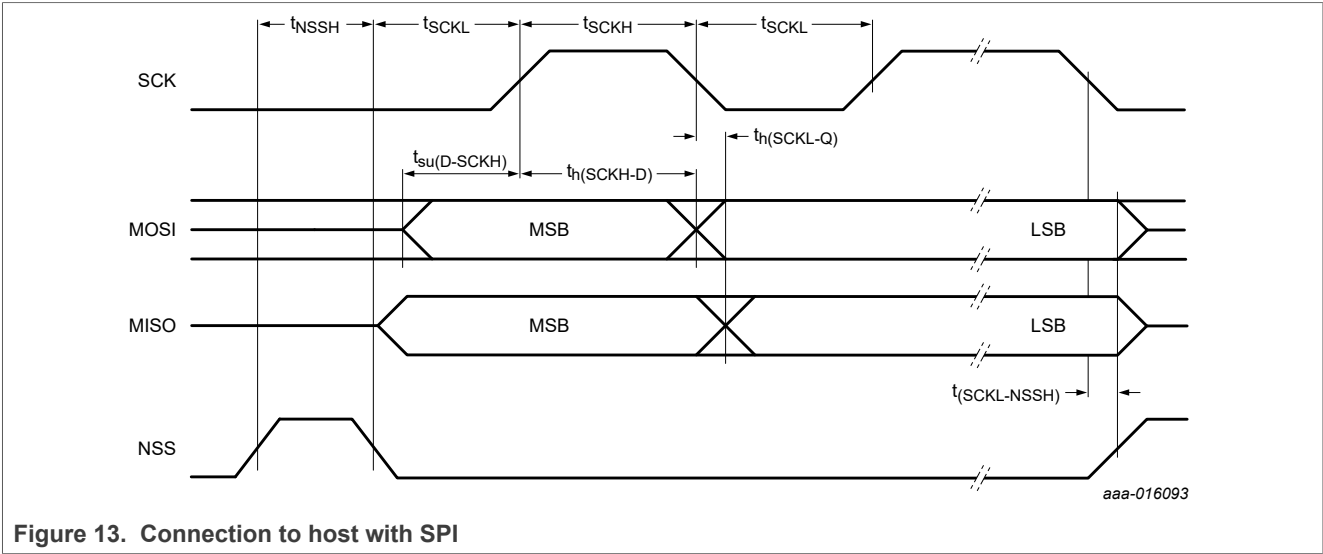 tNSSH tSCKL tSCKH tSCKL
SCK
th(SCKL-Q)
tsu(D-SCKH) th(SCKH-D)
MOSI MSB LSB
MISO MSB LSB
t(SCKL-NSSH)
NSS
aaa-016093
Figure 13. Connection to host with SPI